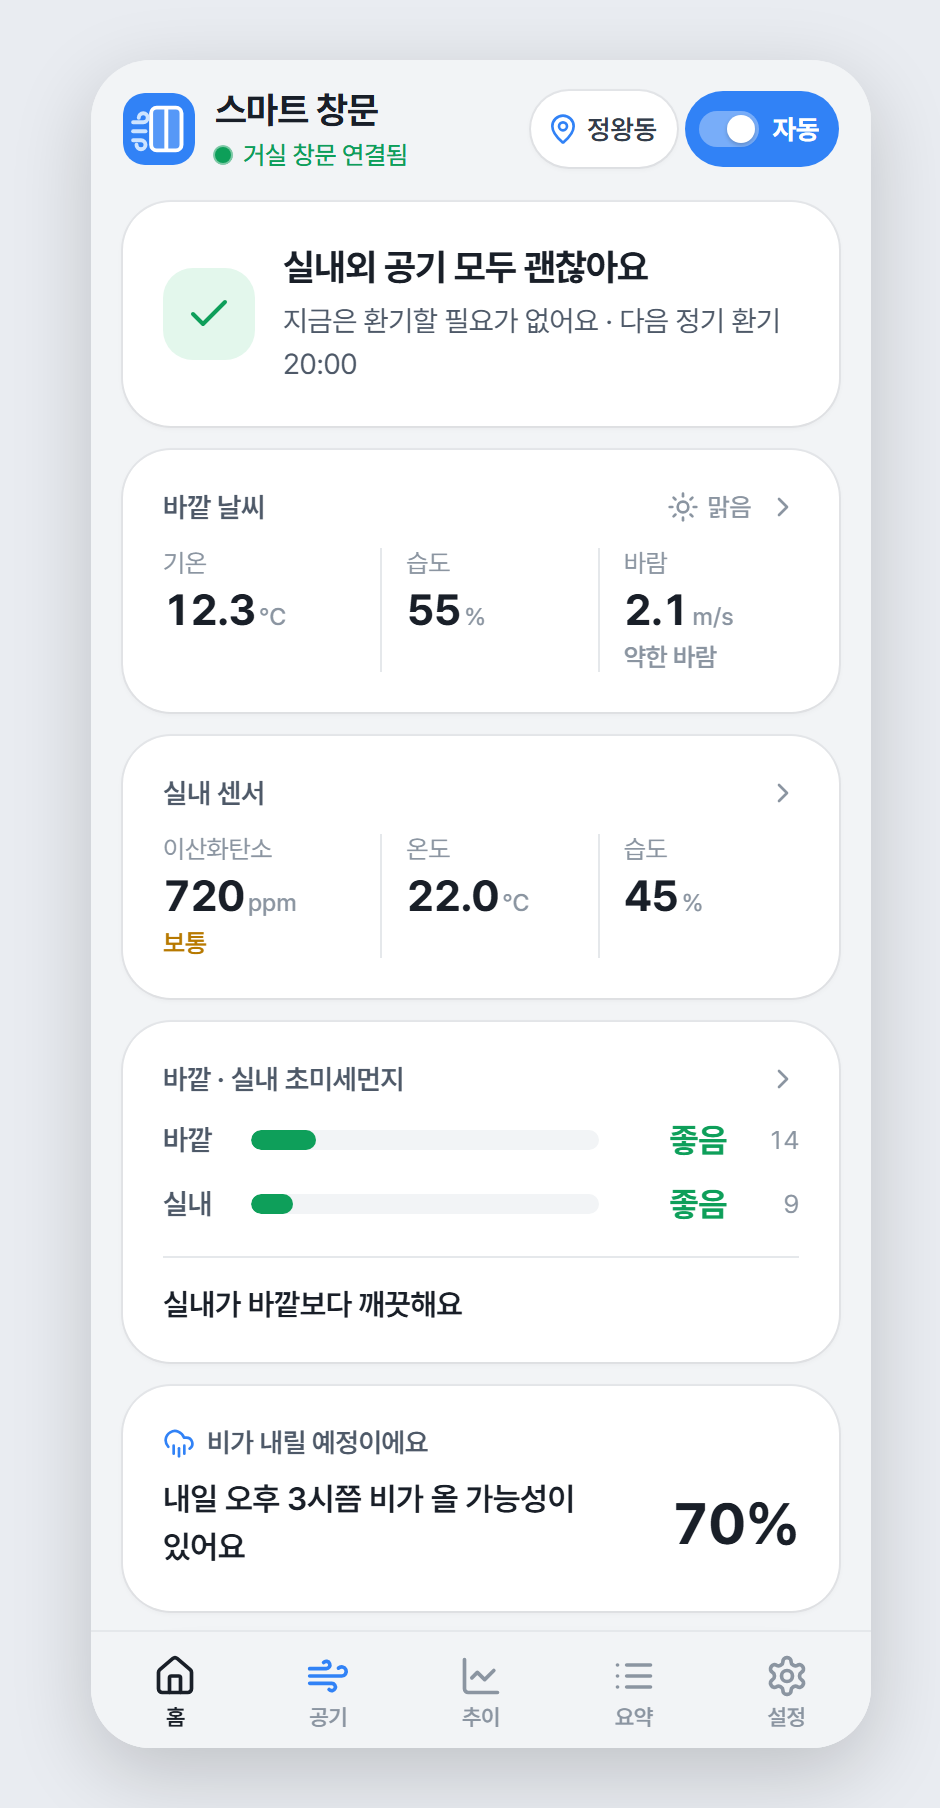 스마트 창문
거실 창문 연결됨
정왕동
자동
실내외 공기 모두 괜찮아요
지금은 환기할 필요가 없어요 · 다음 정기 환기
20:00
바깥 날씨
맑음
기온
12.3°C
습도
55%
바람
2.1 m/s
약한 바람
실내 센서
이산화탄소
720ppm
보통
온도
22.0°C
습도
45%
바깥 · 실내 초미세먼지
바깥 좋음 14
실내 좋음 9
실내가 바깥보다 깨끗해요
비가 내릴 예정이에요
내일 오후 3시쯤 비가 올 가능성이
있어요
70%
홈
공기
추이
요약
설정